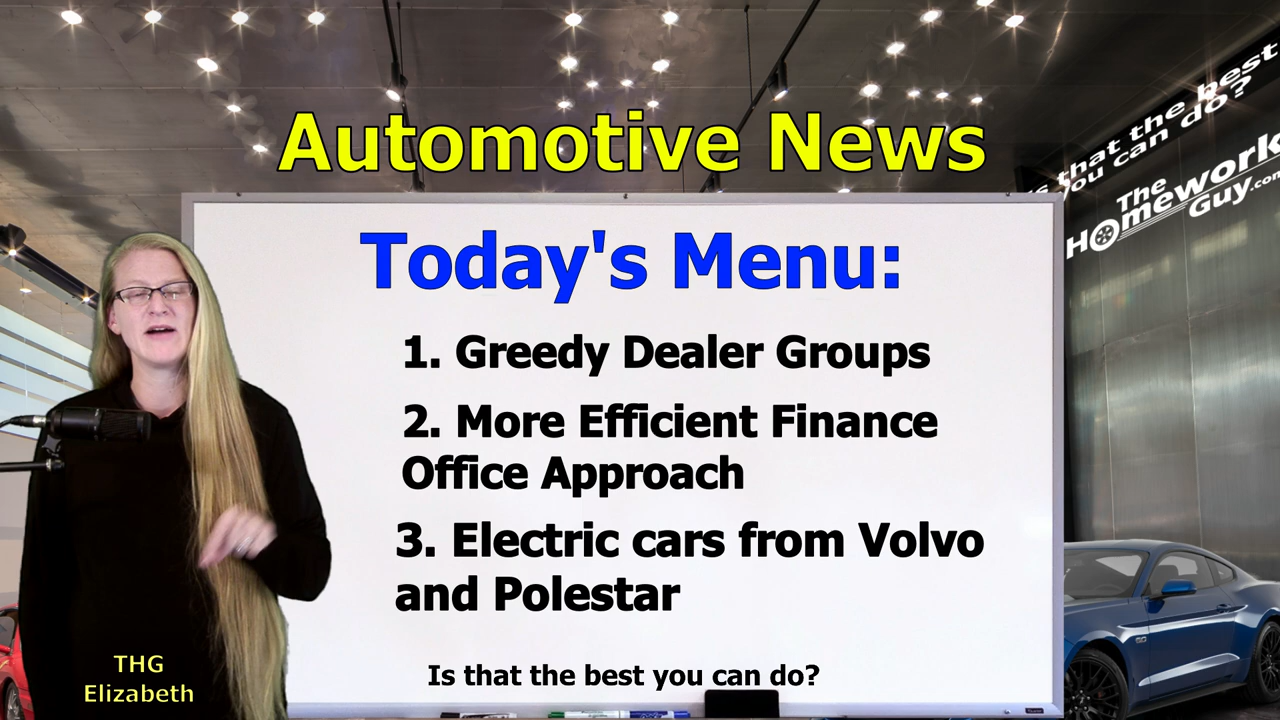 Automotive News
Is that the best
you can do?
The
Homework
Guy.com
Today's Menu:
1. Greedy Dealer Groups
2. More Efficient Finance
Office Approach
3. Electric cars from Volvo
and Polestar
Is that the best you can do?
THG
Elizabeth